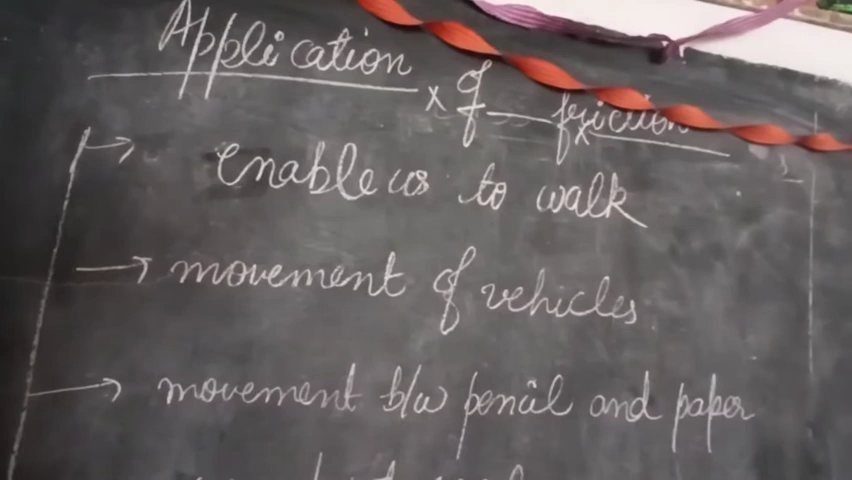 Application of friction
→ enable us to walk
→ movement of vehicles
→ movement b/w pencil and paper